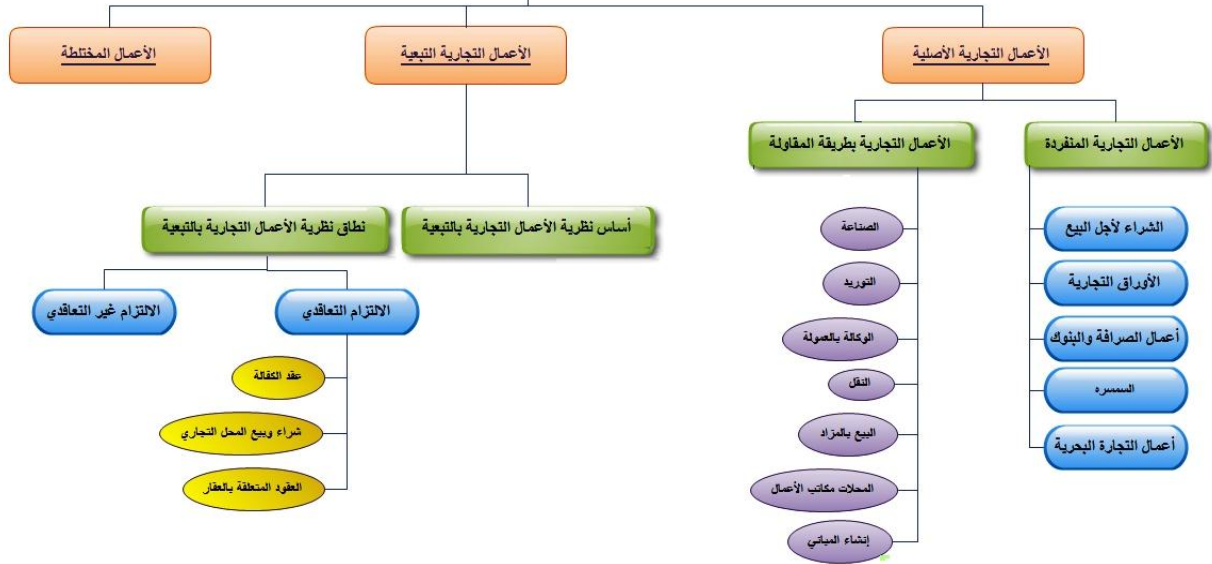 الأعمال التجارية الأصلية
الأعمال التجارية التبعية
الأعمال المختلطة
الأعمال التجارية المنفردة
الأعمال التجارية بطريقة المقاولة
الشراء لأجل البيع
الأوراق التجارية
أعمال الصرافة والبنوك
السمسره
أعمال التجارة البحرية
الصناعة
التوريد
الوكالة بالعمولة
النقل
البيع بالمزاد
المحلات مكاتب الأعمال
إنشاء المباني
أساس نظرية الأعمال التجارية بالتبعية
نطاق نظرية الأعمال التجارية بالتبعية
الالتزام التعاقدي
الالتزام غير التعاقدي
عقد الكفالة
شراء وبيع المحل التجاري
العقود المتعلقة بالعقار